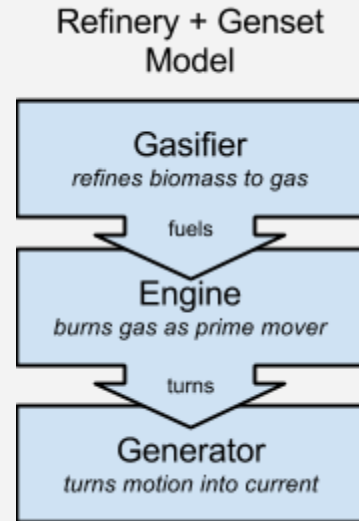 Refinery + Genset
Model
Gasifier
refines biomass to gas
fuels
Engine
burns gas as prime mover
turns
Generator
turns motion into current